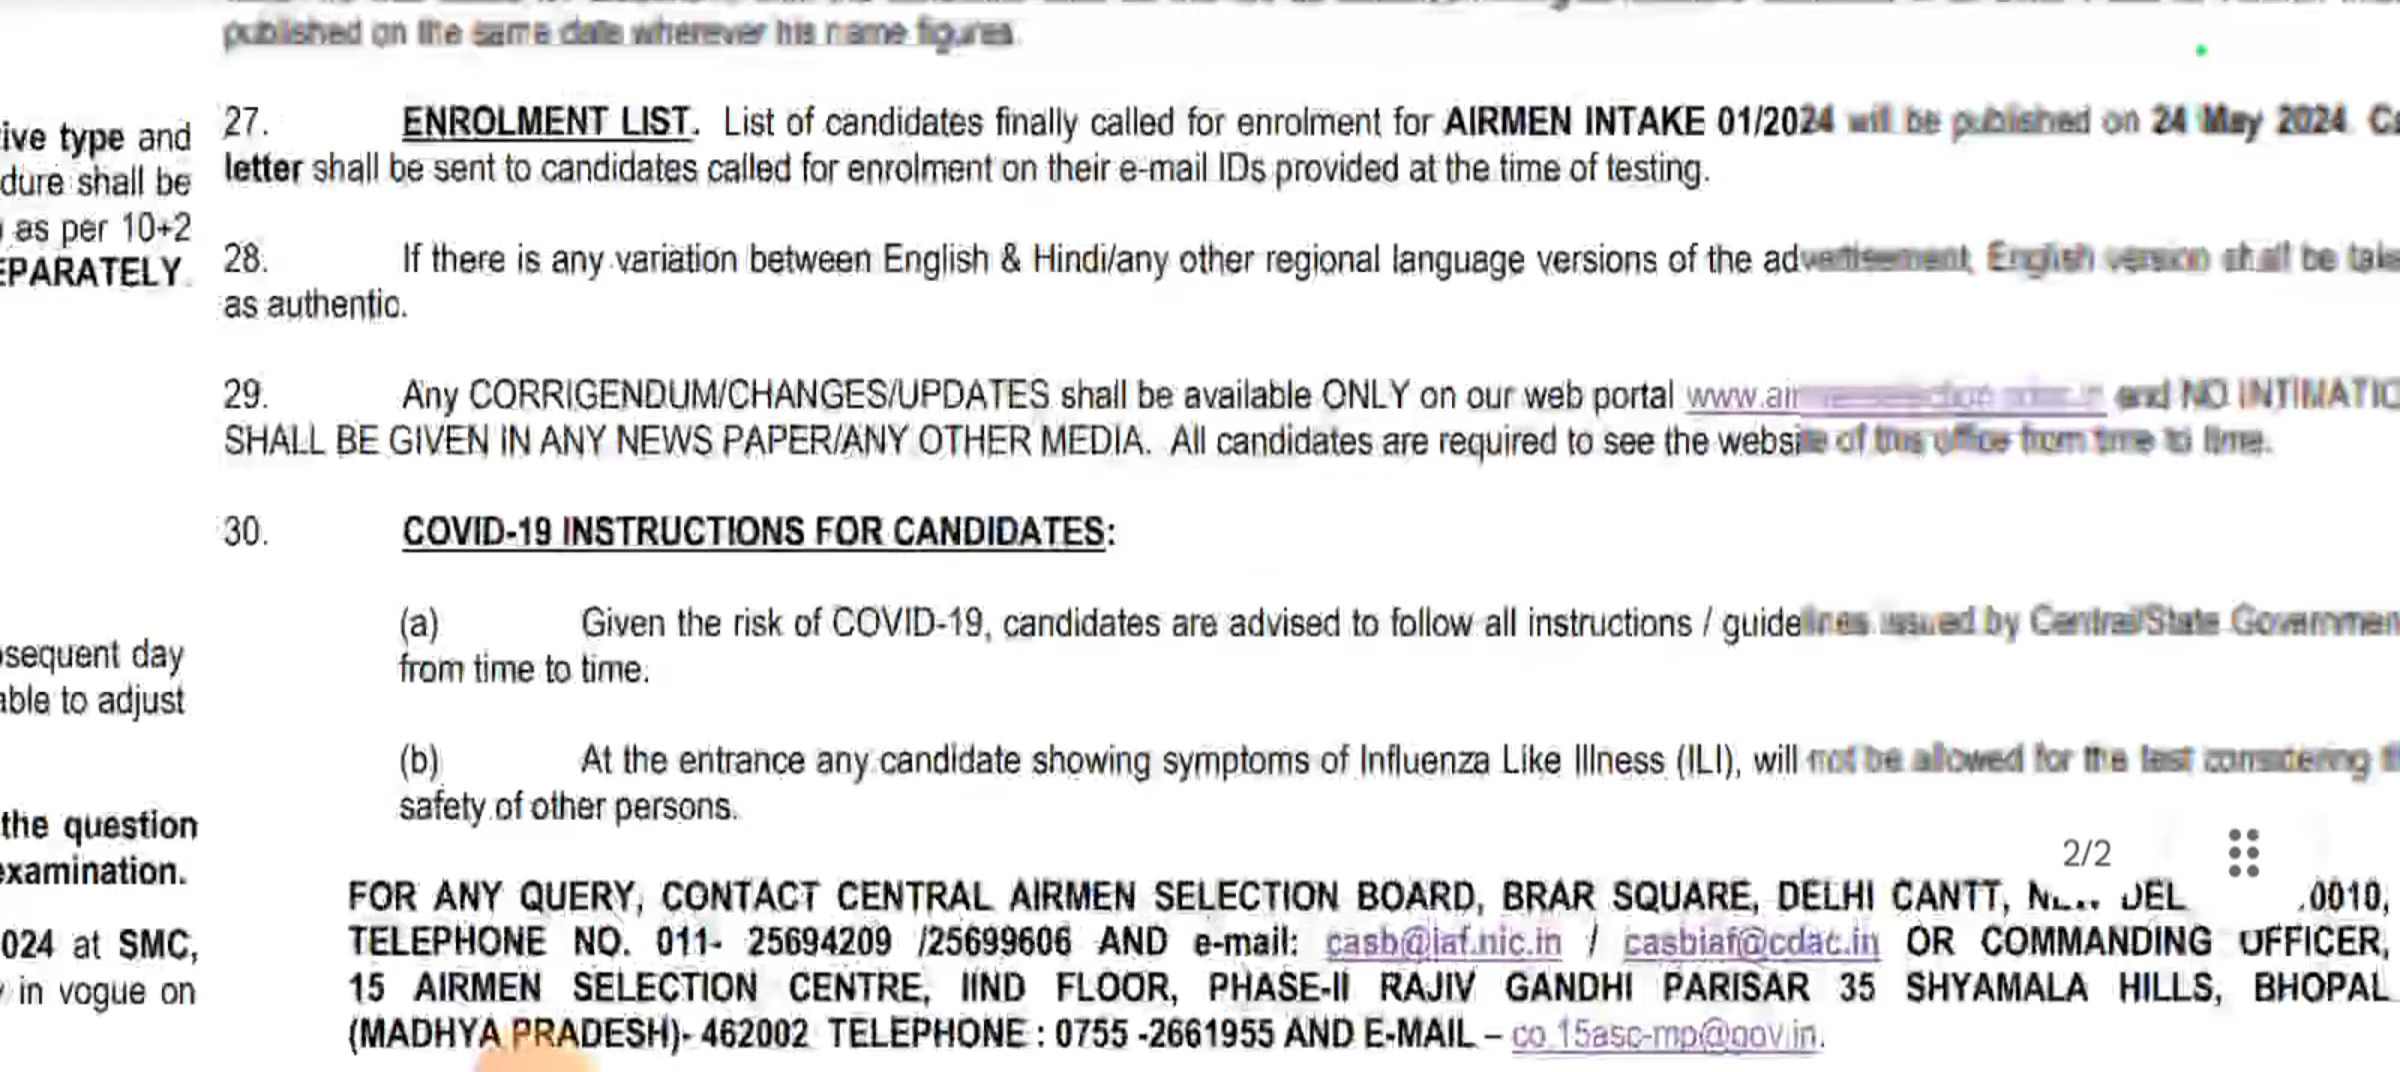 published on the same date wherever his name figures.
ive type and
dure shall be
as per 10+2
EPARATELY.
27. ENROLMENT LIST. List of candidates finally called for enrolment for AIRMEN INTAKE 01/2024 will be published on 24 May 2024. Ca
letter shall be sent to candidates called for enrolment on their e-mail IDs provided at the time of testing.
28. If there is any variation between English & Hindi/any other regional language versions of the advertisement, English version shall be take
as authentic.
29. Any CORRIGENDUM/CHANGES/UPDATES shall be available ONLY on our web portal and NO INTIMATIO
SHALL BE GIVEN IN ANY NEWS PAPER/ANY OTHER MEDIA. All candidates are required to see the website of this office from time to time.
30. COVID-19 INSTRUCTIONS FOR CANDIDATES:
(a) Given the risk of COVID-19, candidates are advised to follow all instructions / guidelines issued by Central/State Governmen
from time to time.
sequent day
able to adjust
(b) At the entrance any candidate showing symptoms of Influenza Like Illness (ILI), will not be allowed for the test considering th
safety of other persons.
the question
examination.
024 at SMC,
in vogue on
2/2
FOR ANY QUERY, CONTACT CENTRAL AIRMEN SELECTION BOARD, BRAR SQUARE, DELHI CANTT, DEL 0010,
TELEPHONE NO. 011- 25694209 /25699606 AND e-mail: casb@iaf.nic.in / casbiaf@cdac.in OR COMMANDING OFFICER,
15 AIRMEN SELECTION CENTRE, IIND FLOOR, PHASE-II RAJIV GANDHI PARISAR 35 SHYAMALA HILLS, BHOPAL
(MADHYA PRADESH)- 462002 TELEPHONE : 0755 -2661955 AND E-MAIL – co.15asc-mp@gov.in.